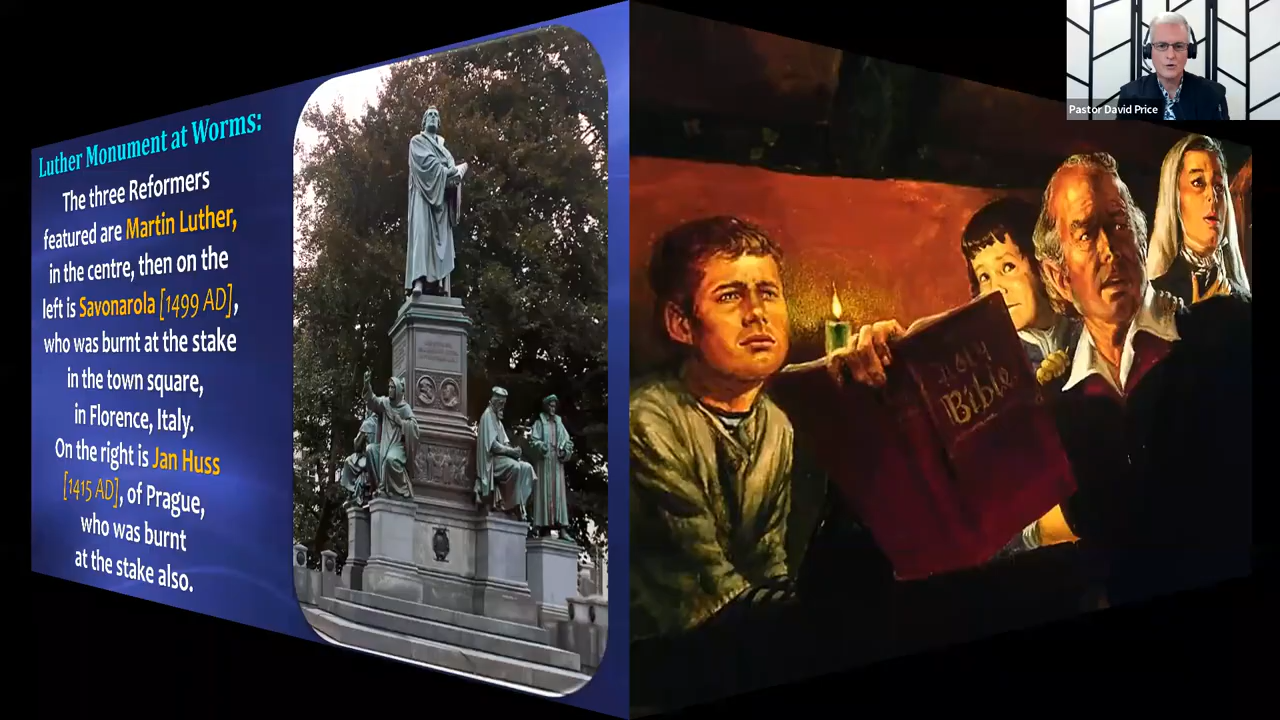 Luther Monument at Worms:
The three Reformers
featured are Martin Luther,
in the centre, then on the
left is Savonarola [1499 AD],
who was burnt at the stake
in the town square,
in Florence, Italy.
On the right is Jan Huss
[1415 AD], of Prague,
who was burnt
at the stake also.
Holy
Bible
Pastor David Price